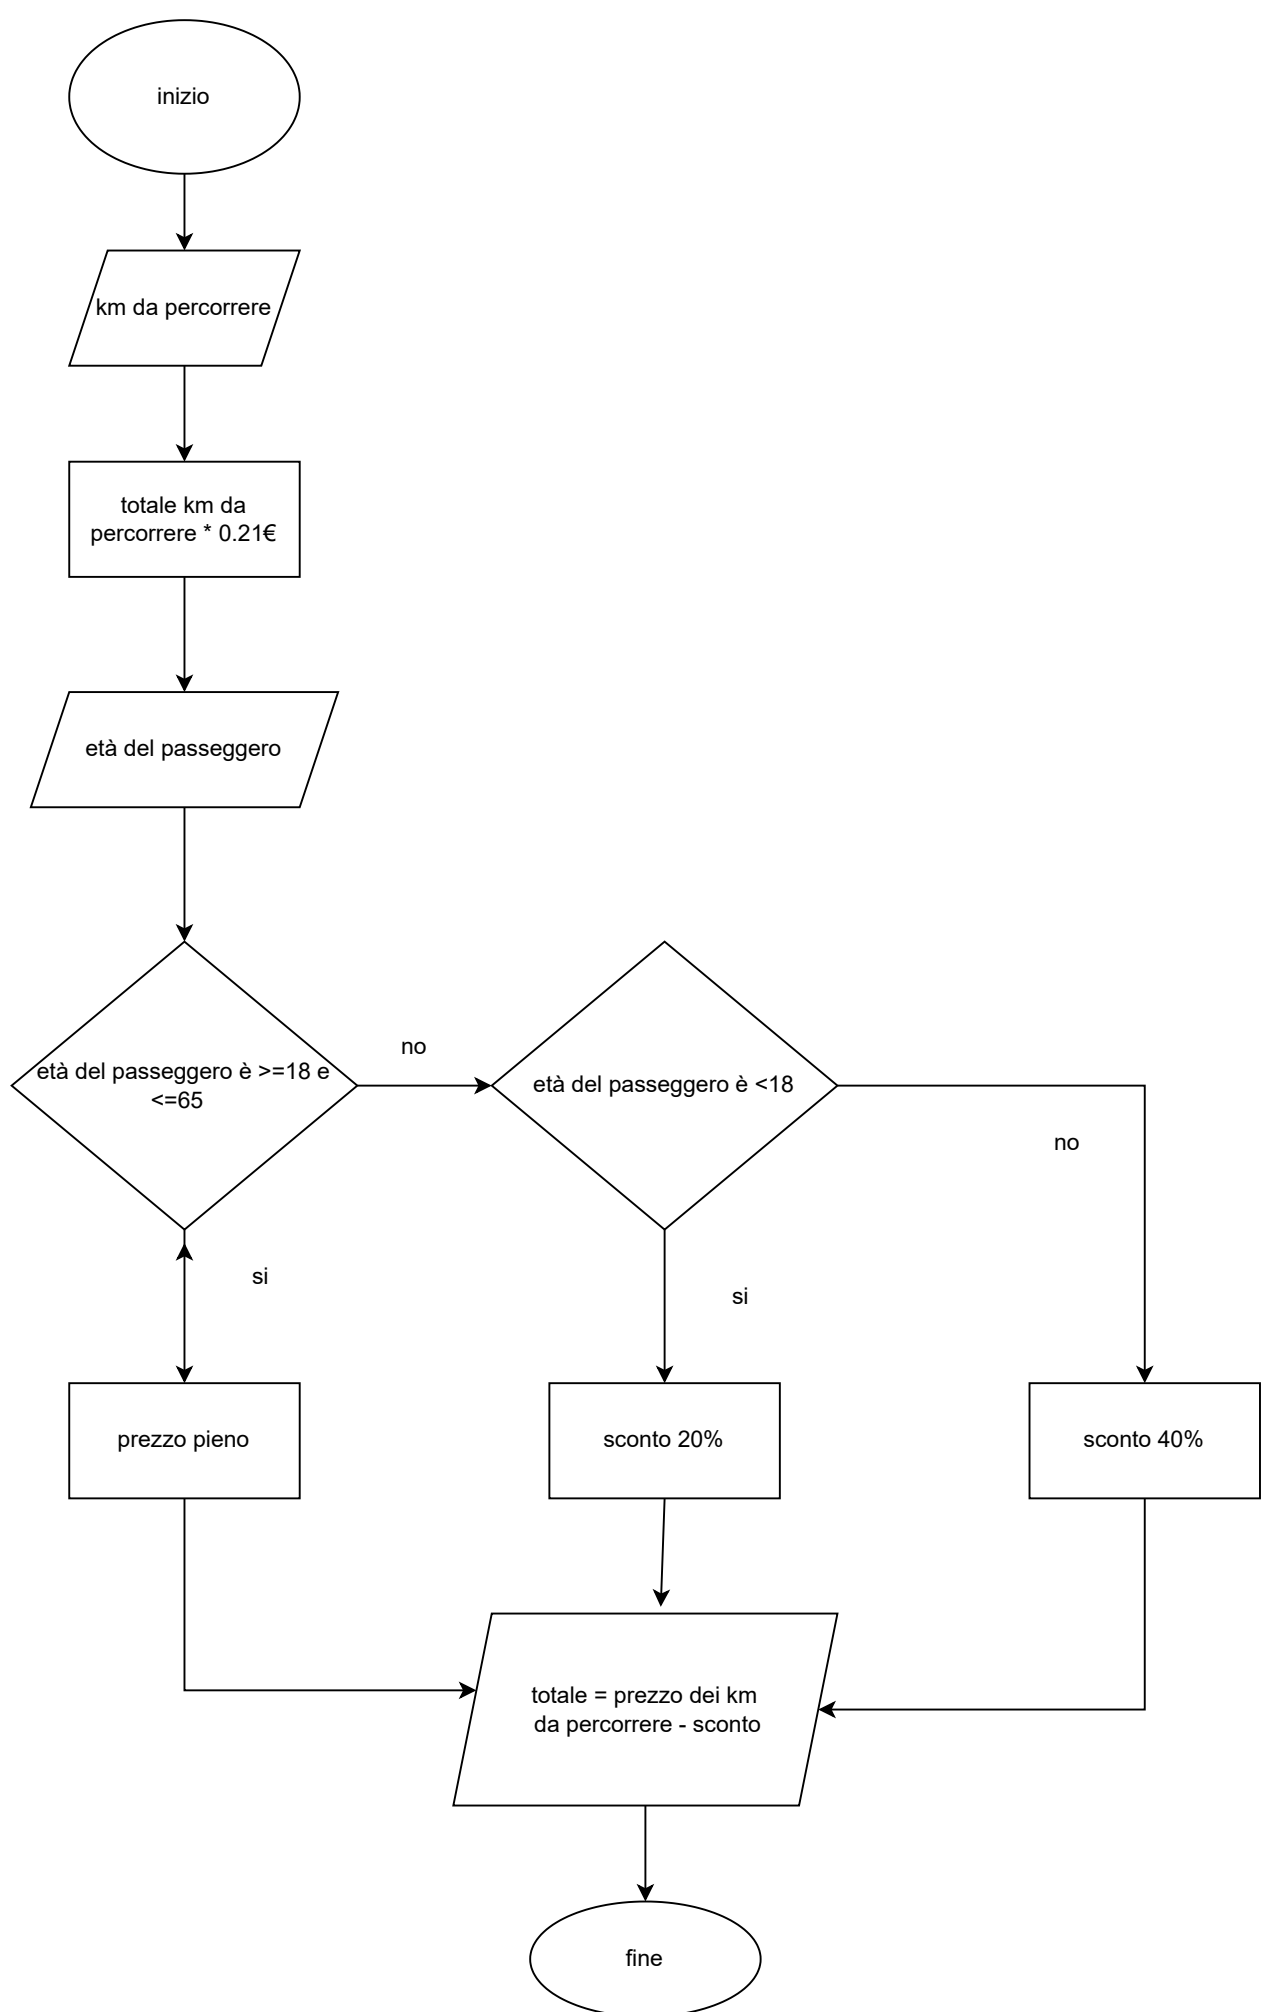 inizio
km da percorrere
totale km da
percorrere * 0.21€
età del passeggero
no
età del passeggero è >=18 e
<=65
età del passeggero è <18
no
si
si
prezzo pieno
sconto 20%
sconto 40%
totale = prezzo dei km
da percorrere - sconto
fine